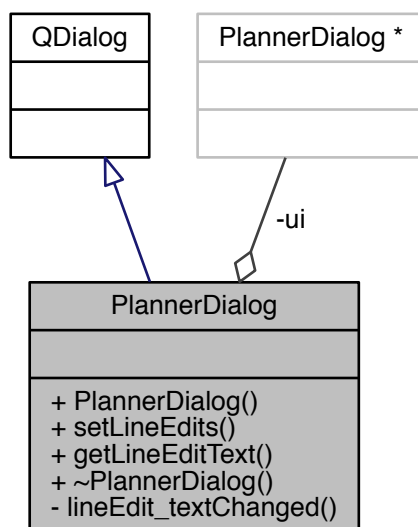 QDialog
PlannerDialog *
-ui
PlannerDialog
+ PlannerDialog()
+ setLineEdits()
+ getLineEditText()
+ ~PlannerDialog()
- lineEdit_textChanged()